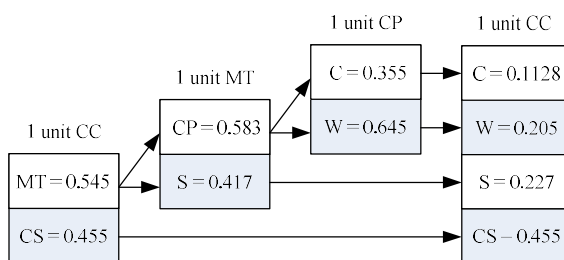 1 unit CP
1 unit CC
1 unit MT
C = 0.355
C = 0.1128
1 unit CC
CP = 0.583
W = 0.645
W = 0.205
MT = 0.545
S = 0.417
S = 0.227
CS = 0.455
CS – 0.455